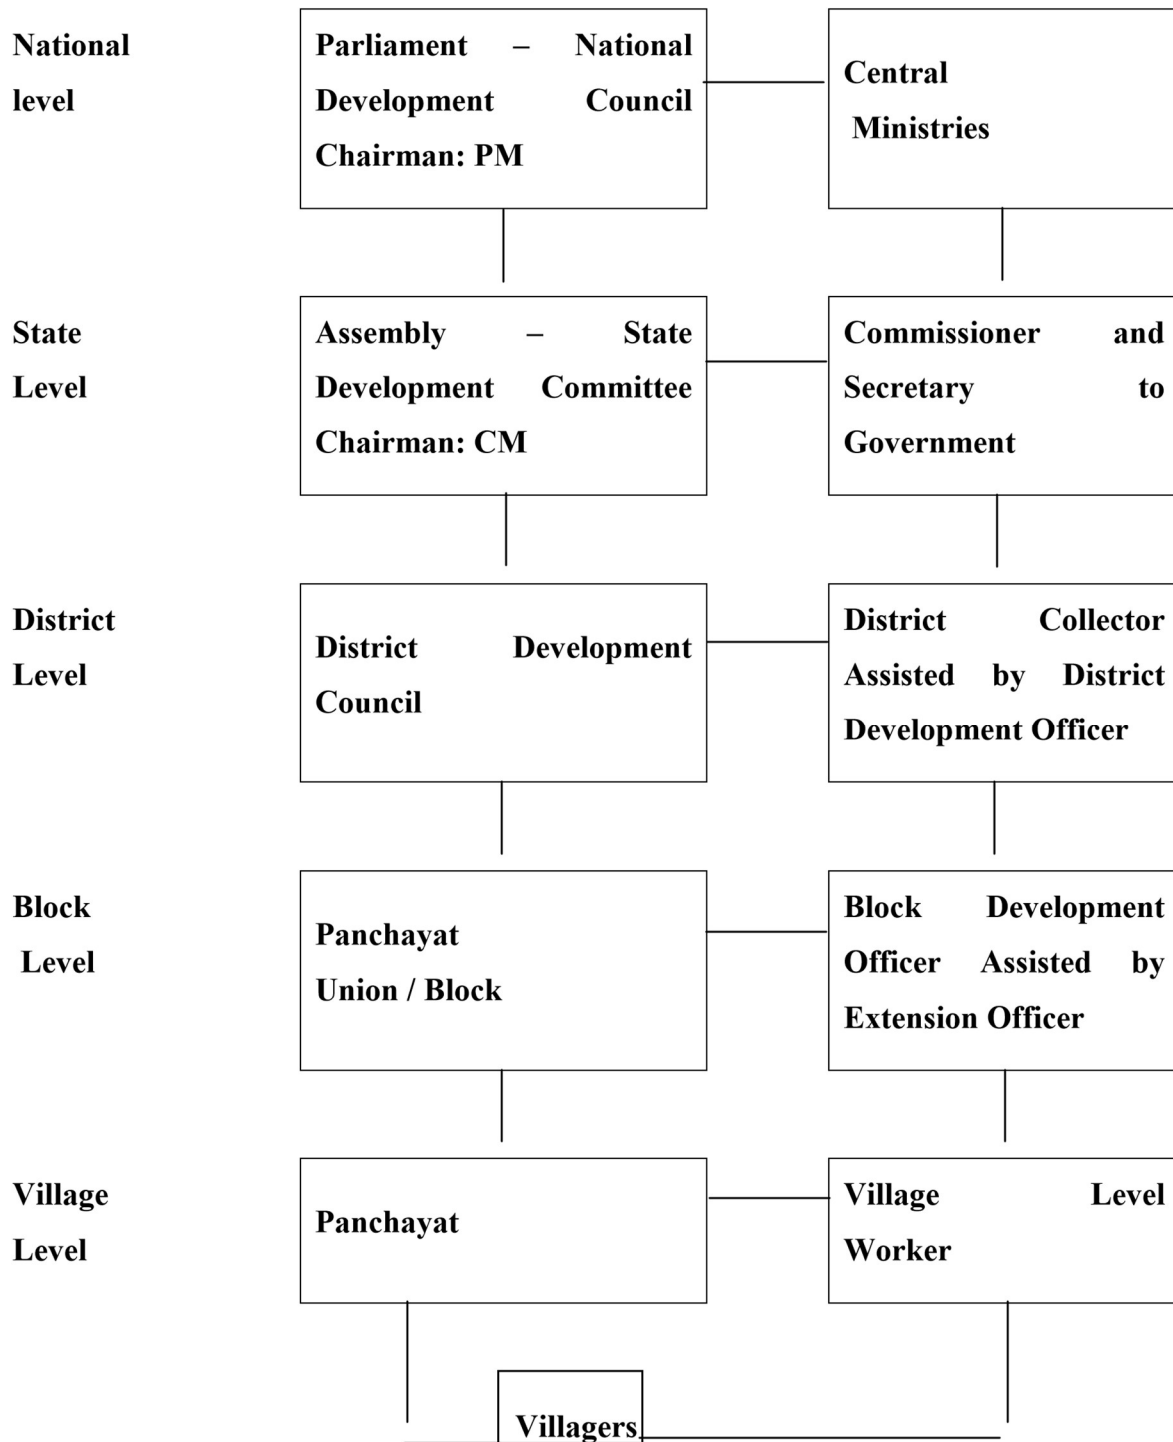 National
level
Parliament – National
Development Council
Chairman: PM
Central
Ministries
State
Level
Assembly – State
Development Committee
Chairman: CM
Commissioner and
Secretary to
Government
District
Level
District Development
Council
District Collector
Assisted by District
Development Officer
Block
Level
Panchayat
Union / Block
Block Development
Officer Assisted by
Extension Officer
Village
Level
Panchayat
Village Level
Worker
Villagers